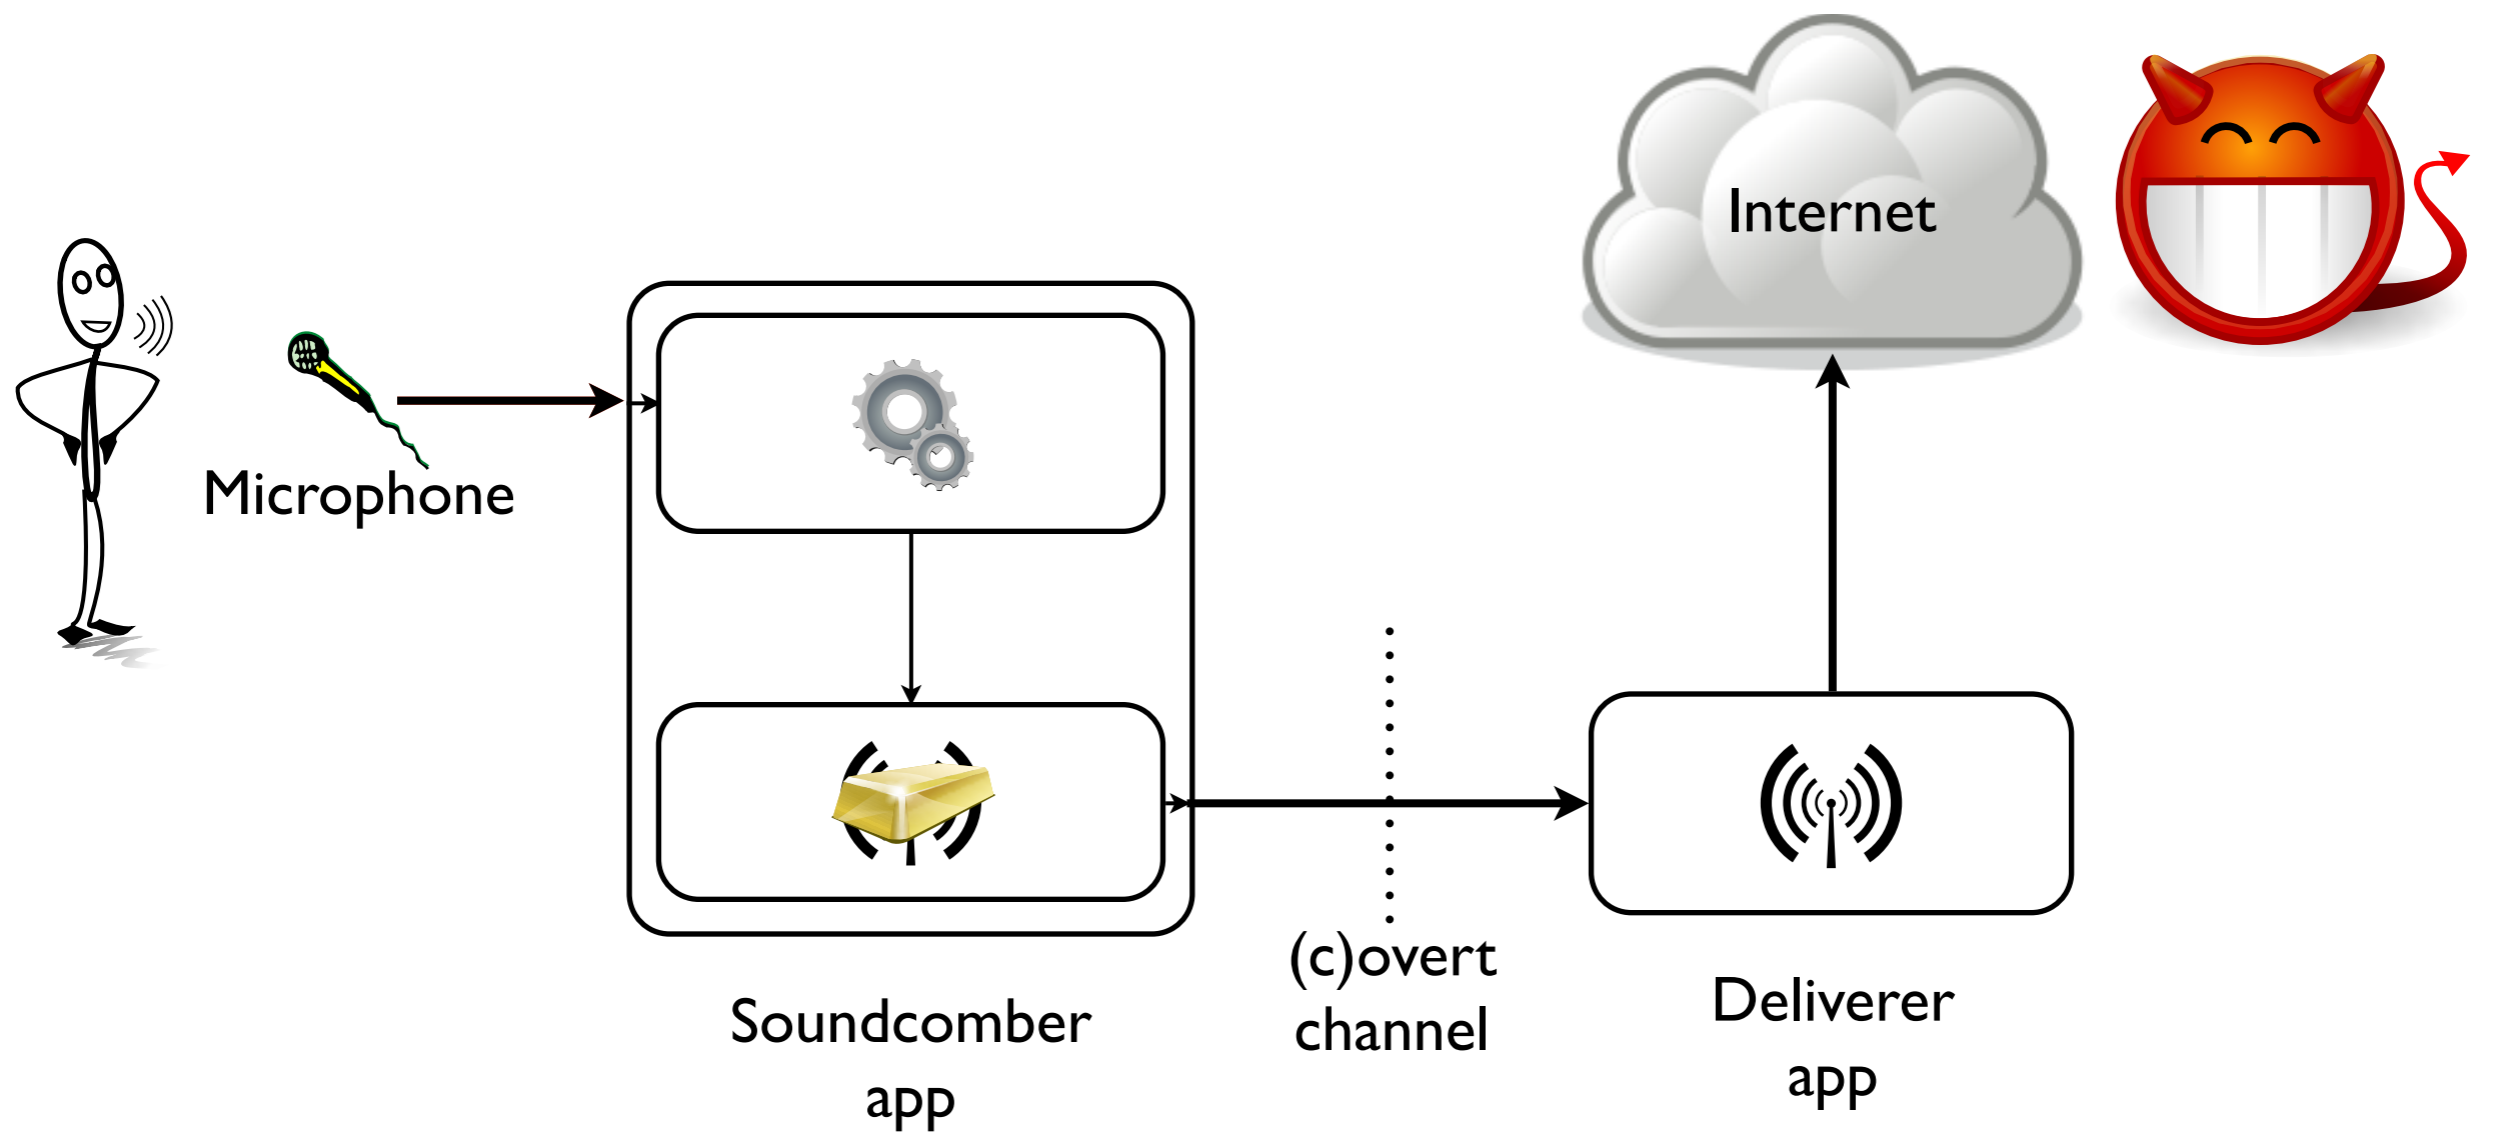 Internet
Microphone
(c)overt
channel
Soundcomber
app
Deliverer
app